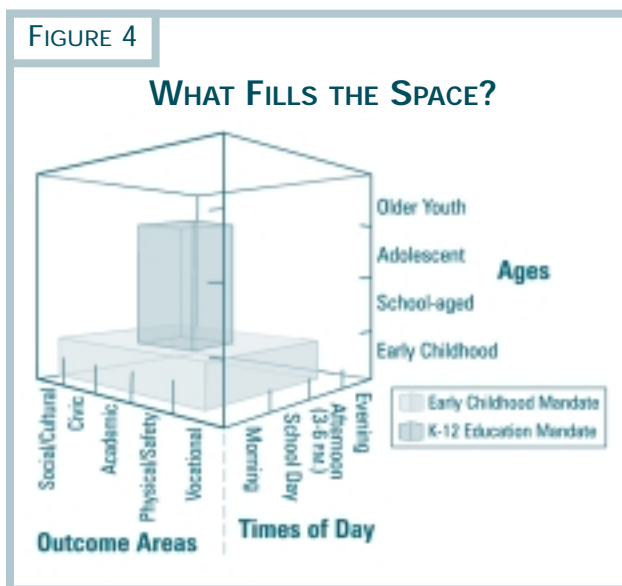 FIGURE 4
WHAT FILLS THE SPACE?
Older Youth
Adolescent
Ages
School-aged
Early Childhood
Early Childhood Mandate
K-12 Education Mandate
Social/Cultural
Civic
Academic
Physical/Safety
Vocational
Morning
School Day
Afternoon
(3-6 P.M.)
Evening
Outcome Areas
Times of Day